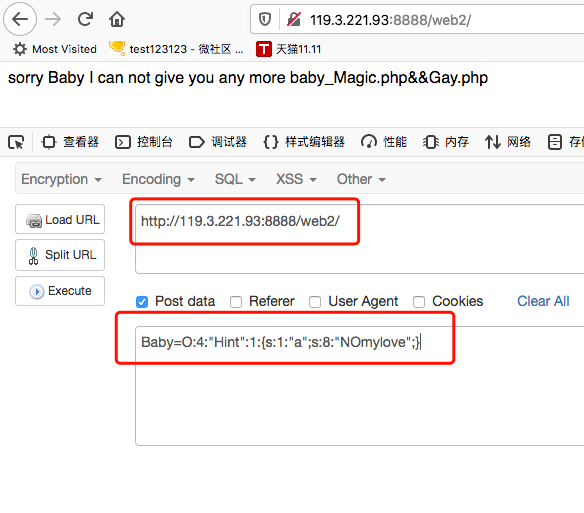 119.3.221.93:8888/web2/
Most Visited test123123 - 微社区 ... T 天猫11.11
sorry Baby I can not give you any more baby_Magic.php&&Gay.php
查看器 控制台 调试器 {} 样式编辑器 性能 内存 网络 存
Encryption Encoding SQL XSS Other
Load URL http://119.3.221.93:8888/web2/
Split URL
Execute
Post data Referer User Agent Cookies Clear All
Baby=O:4:"Hint":1:{s:1:"a";s:8:"NOmylove";}